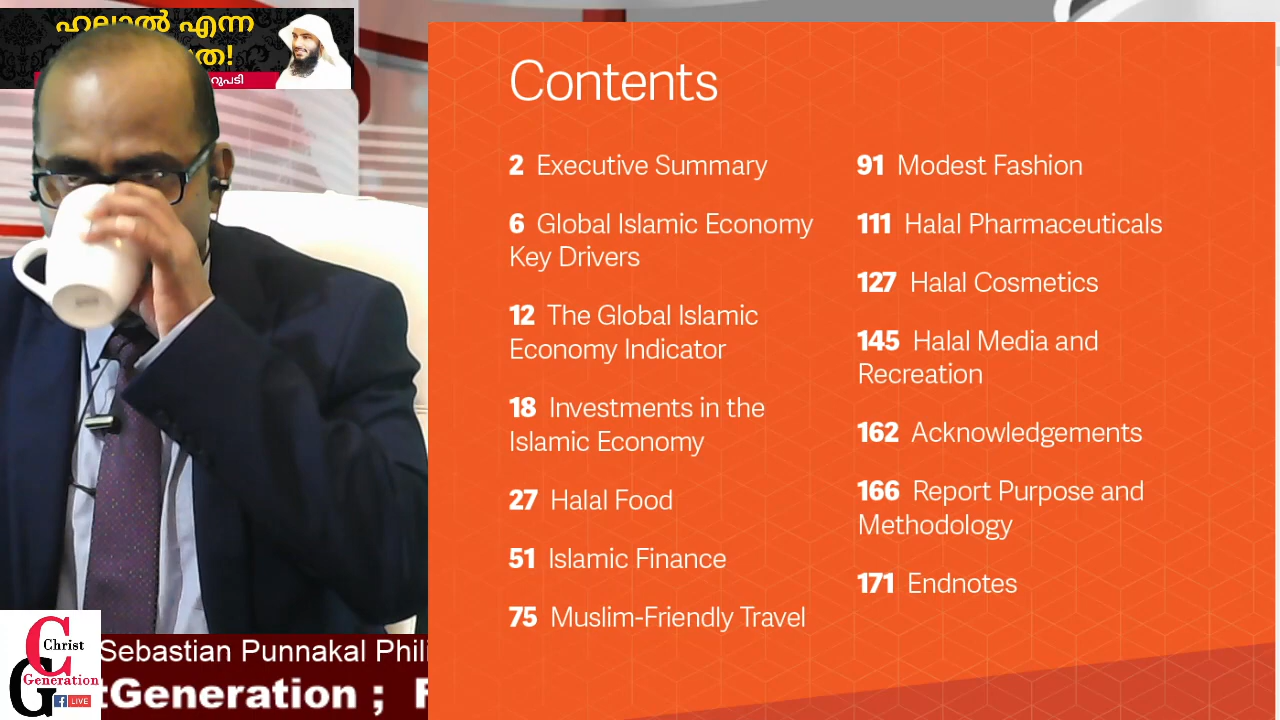 ഹലാൽ എന്ന
Contents
2 Executive Summary
6 Global Islamic Economy
Key Drivers
12 The Global Islamic
Economy Indicator
18 Investments in the
Islamic Economy
27 Halal Food
51 Islamic Finance
75 Muslim-Friendly Travel
91 Modest Fashion
111 Halal Pharmaceuticals
127 Halal Cosmetics
145 Halal Media and
Recreation
162 Acknowledgements
166 Report Purpose and
Methodology
171 Endnotes
Christ
Generation
LIVE
Sebastian Punnakal Phili
tGeneration ; F